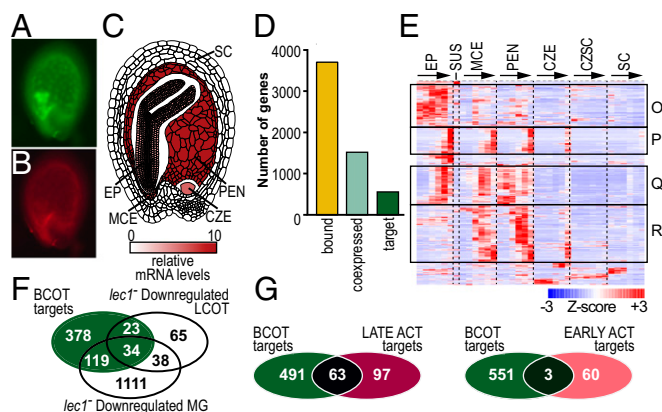 A
B
C
SC
EP
MCE
PEN
CZE
0 10
relative
mRNA levels
D
Number of genes
4000
3000
2000
1000
0
bound
coexpressed
target
E
EP
SUS
MCE
PEN
CZE
CZSC
SC
O
P
Q
R
Z-score
-3 +3
F
BCOT
targets
lec1⁻ Downregulated
LCOT
378
23
65
34
119
38
1111
lec1⁻ Downregulated MG
G
BCOT
targets
LATE ACT
targets
491 63 97
BCOT
targets
EARLY ACT
targets
551 3 60